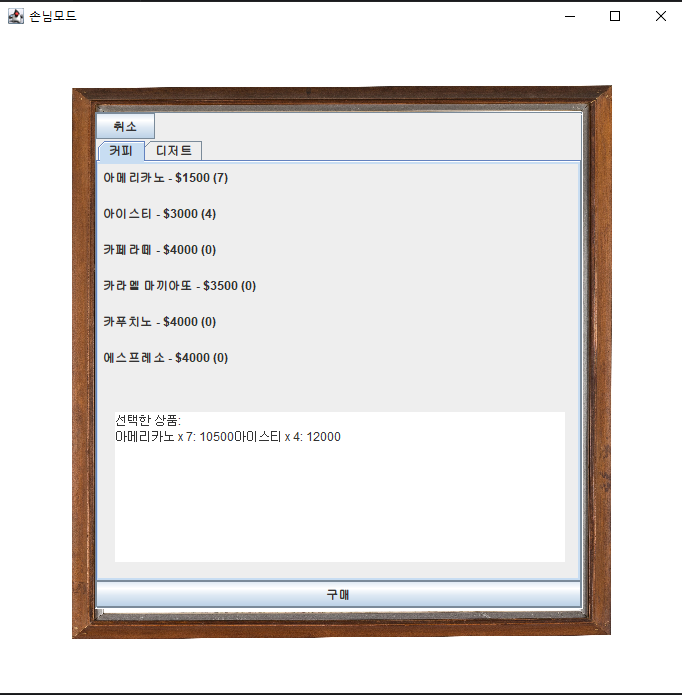 손님모드
취소
커피 디저트
아메리카노 - $1500 (7)
아이스티 - $3000 (4)
카페라떼 - $4000 (0)
카라멜 마끼아또 - $3500 (0)
카푸치노 - $4000 (0)
에스프레소 - $4000 (0)
선택한 상품:
아메리카노 x 7: 10500아이스티 x 4: 12000
구매